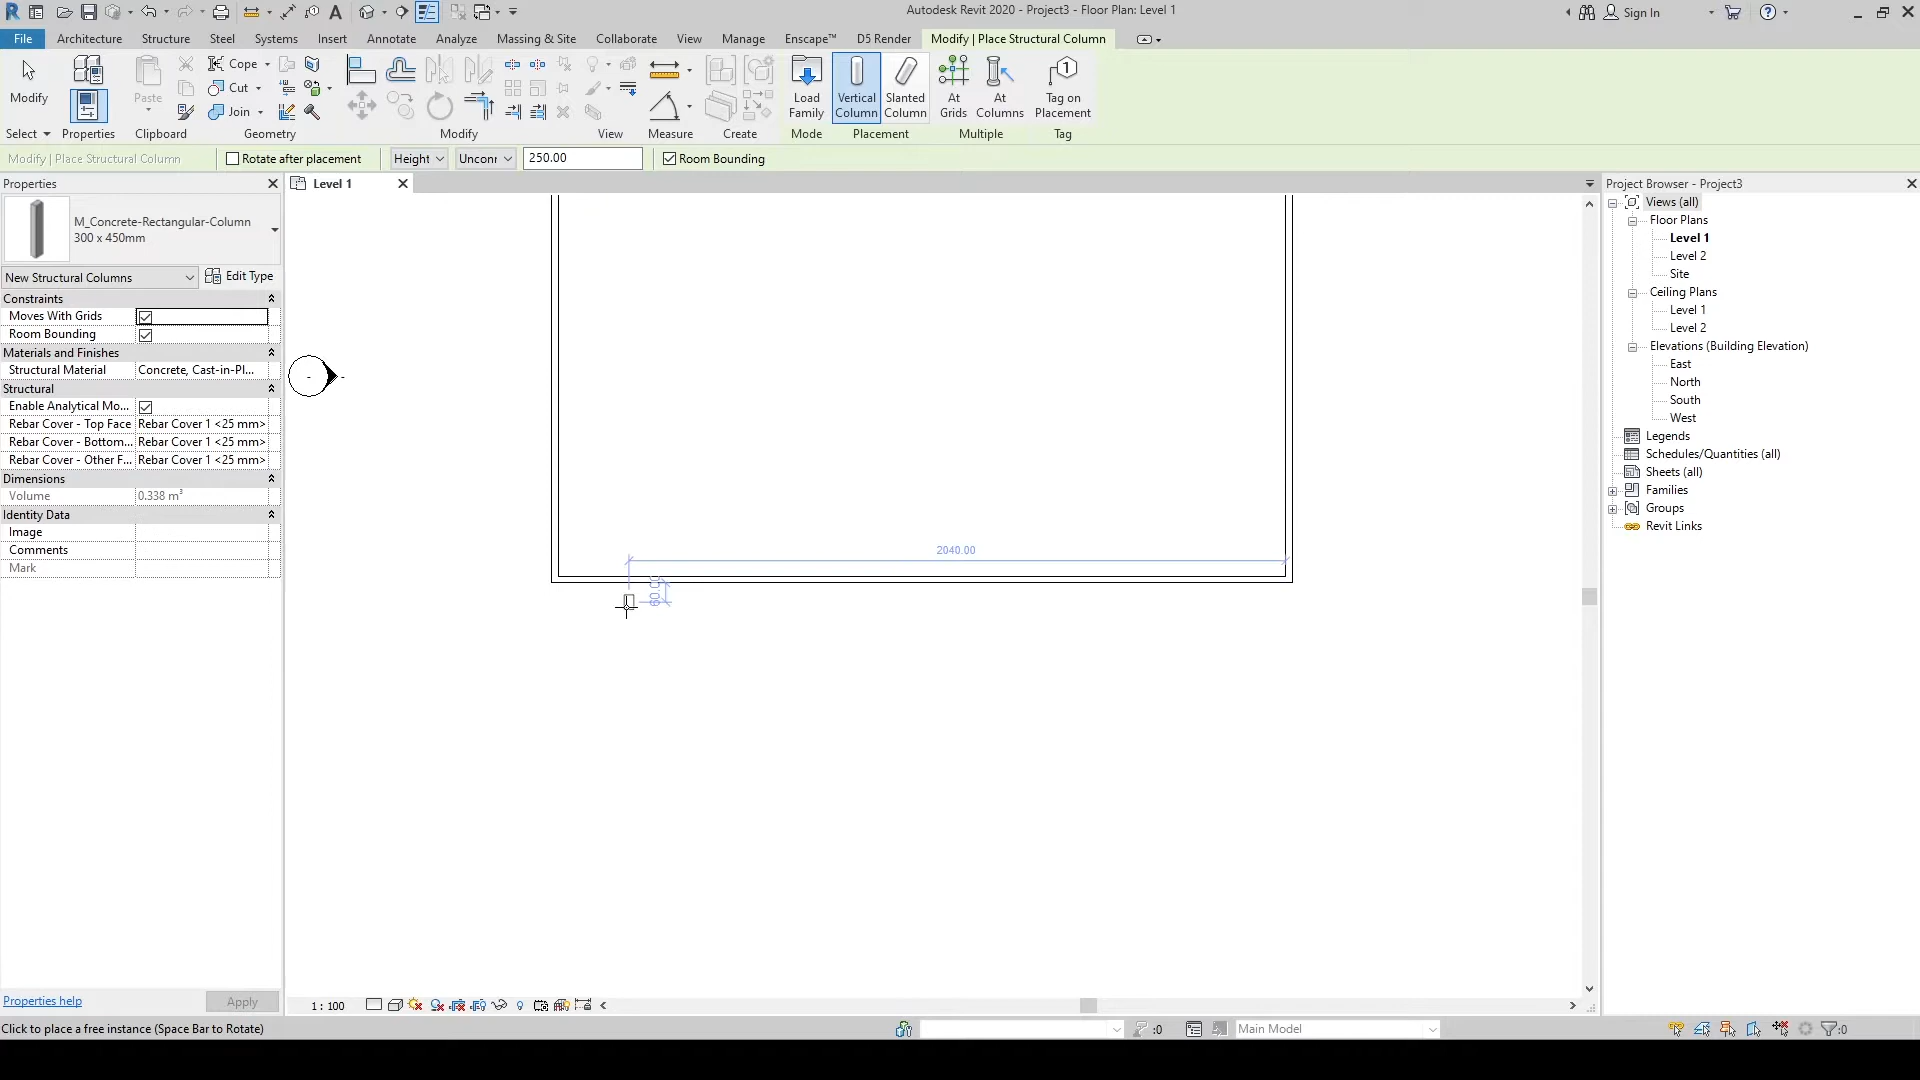 Autodesk Revit 2020 - Project3 - Floor Plan: Level 1
Sign In
File Architecture Structure Steel Systems Insert Annotate Analyze Massing & Site Collaborate View Manage Enscape™ D5 Render Modify | Place Structural Column
Modify
Paste
Cope
Cut
Join
Load Family
Vertical Column
Slanted Column
At Grids
At Columns
Tag on Placement
Select Properties Clipboard Geometry Modify View Measure Create Mode Placement Multiple Tag
Modify | Place Structural Column Rotate after placement Height Unconr 250.00 Room Bounding
Properties
M_Concrete-Rectangular-Column
300 x 450mm
New Structural Columns Edit Type
Constraints
Moves With Grids
Room Bounding
Materials and Finishes
Structural Material Concrete, Cast-in-Pl...
Structural
Enable Analytical Mo...
Rebar Cover - Top Face Rebar Cover 1 <25 mm>
Rebar Cover - Bottom... Rebar Cover 1 <25 mm>
Rebar Cover - Other F... Rebar Cover 1 <25 mm>
Dimensions
Volume 0.338 m³
Identity Data
Image
Comments
Mark
Properties help Apply
Level 1
2040.00
60.00
1 : 100
Project Browser - Project3
Views (all)
Floor Plans
Level 1
Level 2
Site
Ceiling Plans
Level 1
Level 2
Elevations (Building Elevation)
East
North
South
West
Legends
Schedules/Quantities (all)
Sheets (all)
Families
Groups
Revit Links
Click to place a free instance (Space Bar to Rotate) :0 Main Model :0